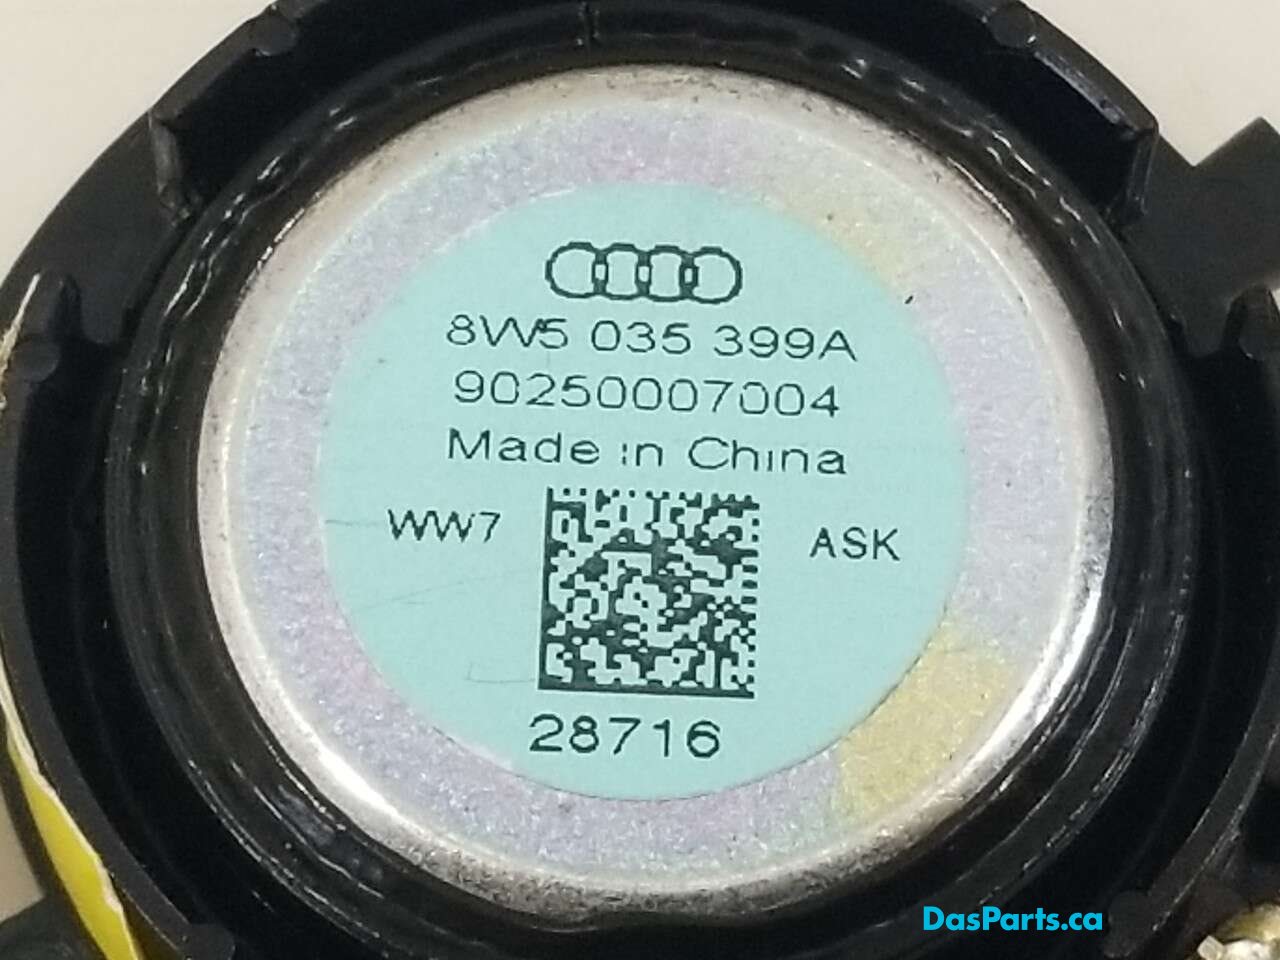 8W5 035 399A
90250007004
Made in China
WW7
ASK
28716
DasParts.ca